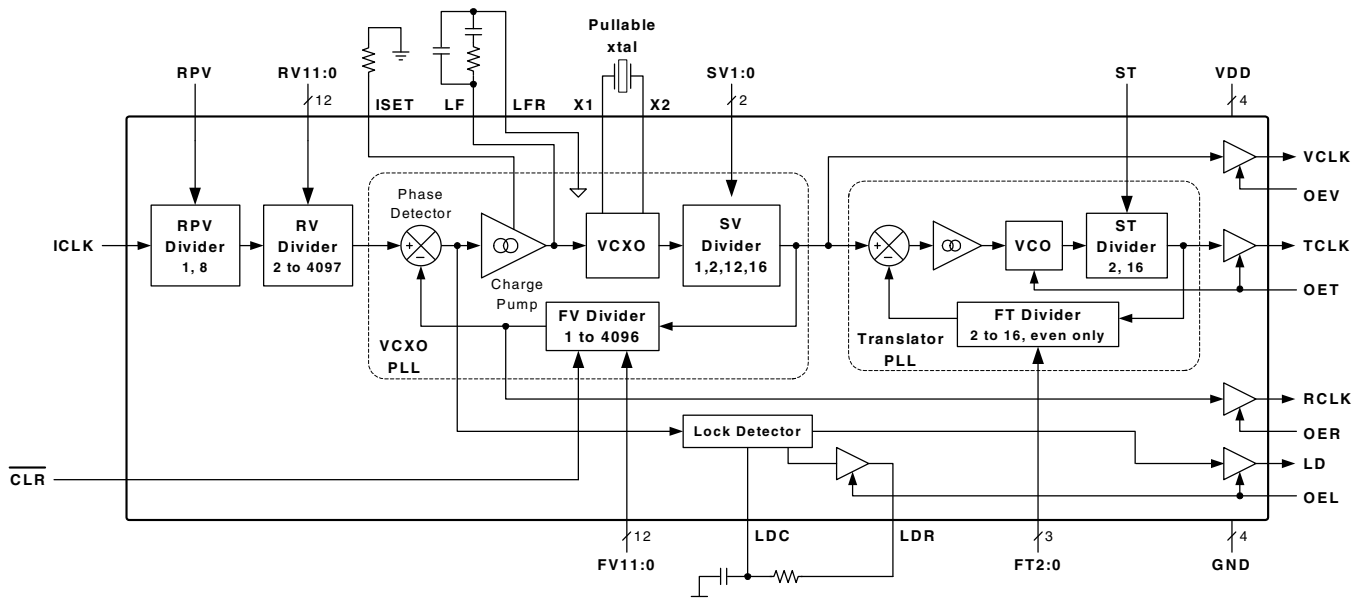 Pullable
xtal
RPV
RV11:0
12
ISET
LF
LFR
X1
X2
SV1:0
2
ST
VDD
4
VCLK
OEV
ICLK
RPV
Divider
1, 8
RV
Divider
2 to 4097
Phase
Detector
+
−
Charge
Pump
VCXO
SV
Divider
1,2,12,16
+
−
VCO
ST
Divider
2, 16
TCLK
OET
FV Divider
1 to 4096
VCXO
PLL
FT Divider
2 to 16, even only
Translator
PLL
RCLK
OER
Lock Detector
LD
OEL
CLR
12
FV11:0
LDC
LDR
3
FT2:0
4
GND